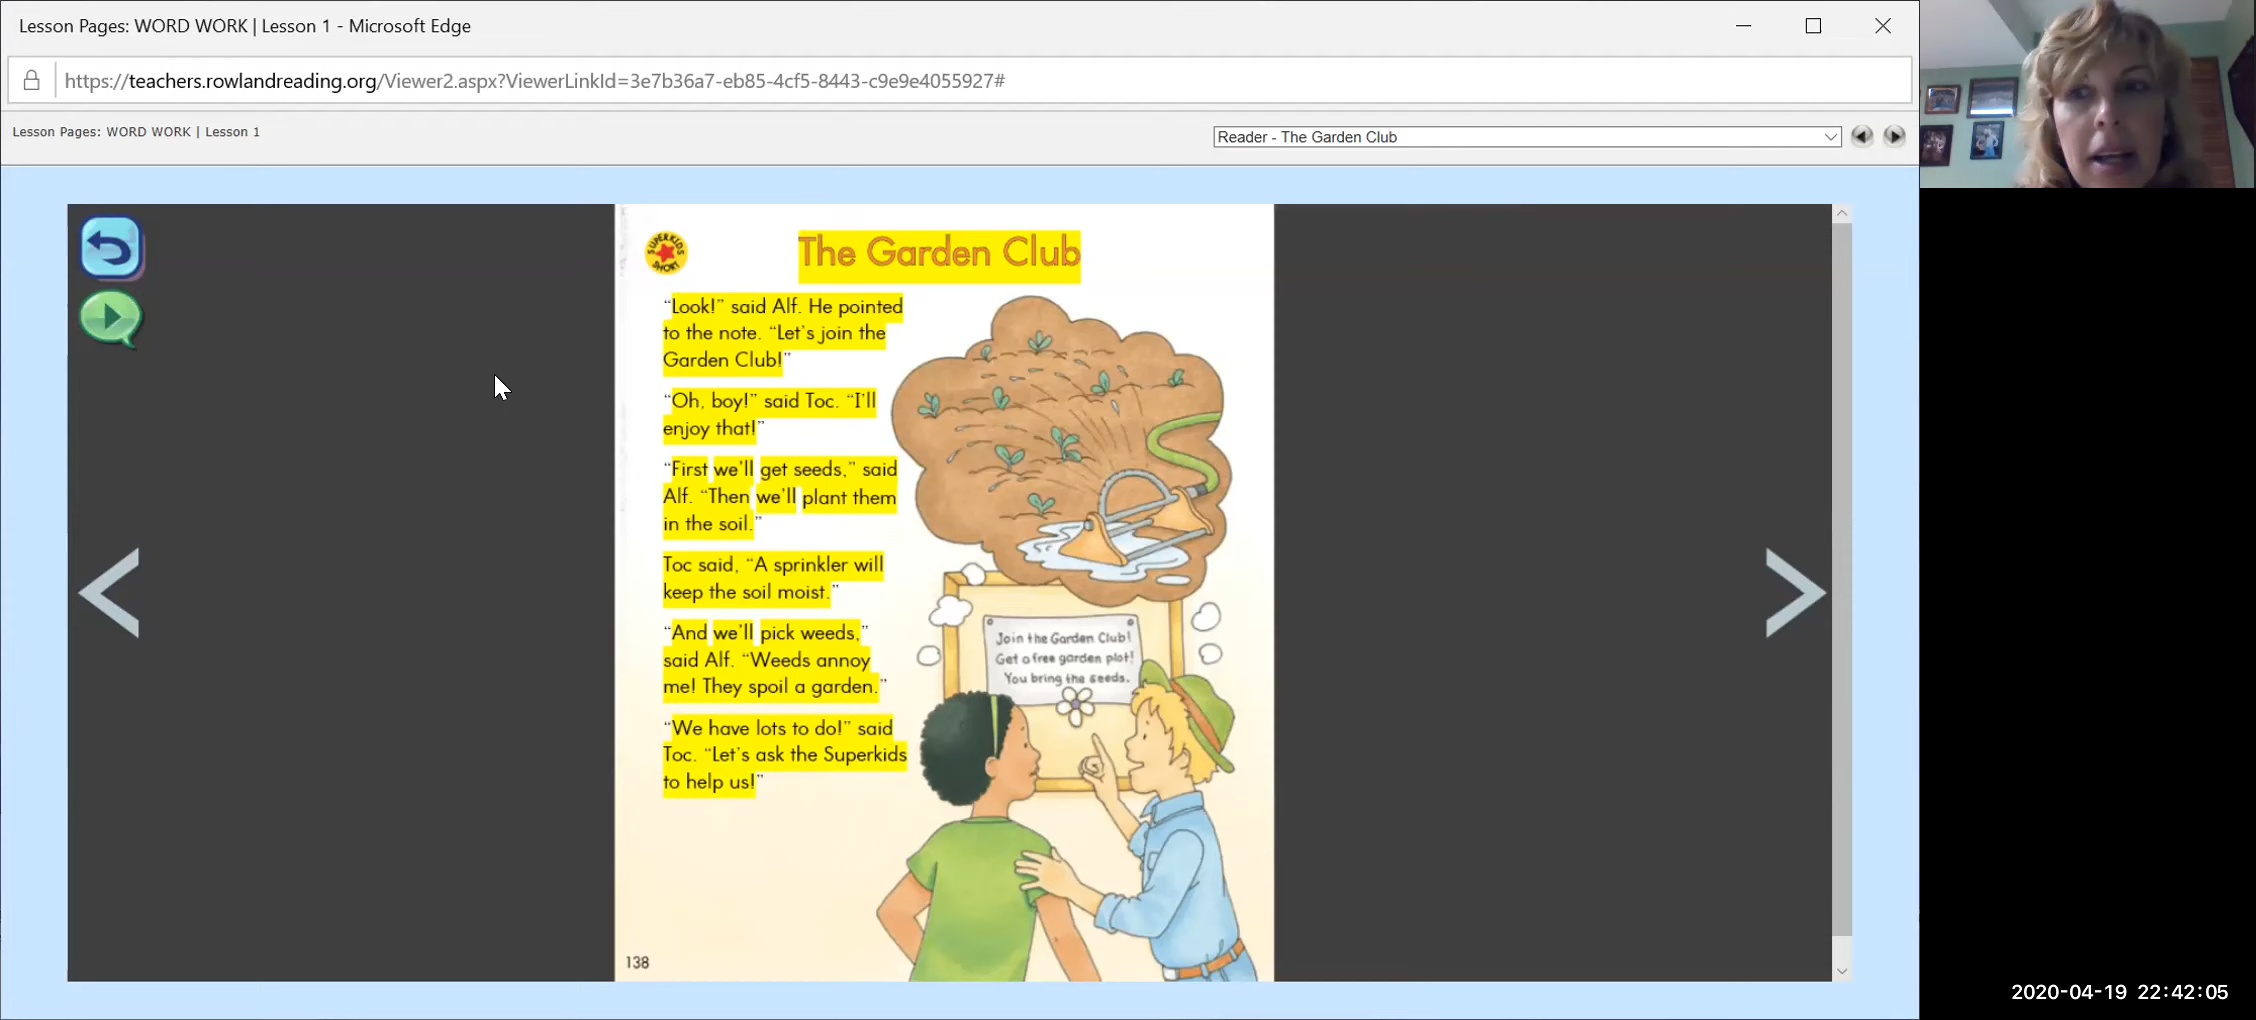 Lesson Pages: WORD WORK | Lesson 1 - Microsoft Edge
https://teachers.rowlandreading.org/Viewer2.aspx?ViewerLinkId=3e7b36a7-eb85-4cf5-8443-c9e9e4055927#
Lesson Pages: WORD WORK | Lesson 1
Reader - The Garden Club
SUPERKIDS
SHORT
The Garden Club
“Look!” said Alf. He pointed
to the note. “Let’s join the
Garden Club!”
“Oh, boy!” said Toc. “I’ll
enjoy that!”
“First we’ll get seeds,” said
Alf. “Then we’ll plant them
in the soil.”
Toc said, “A sprinkler will
keep the soil moist.”
“And we’ll pick weeds,”
said Alf. “Weeds annoy
me! They spoil a garden.”
“We have lots to do!” said
Toc. “Let’s ask the Superkids
to help us!”
Join the Garden Club!
Get a free garden plot!
You bring the seeds.
138
2020-04-19 22:42:05